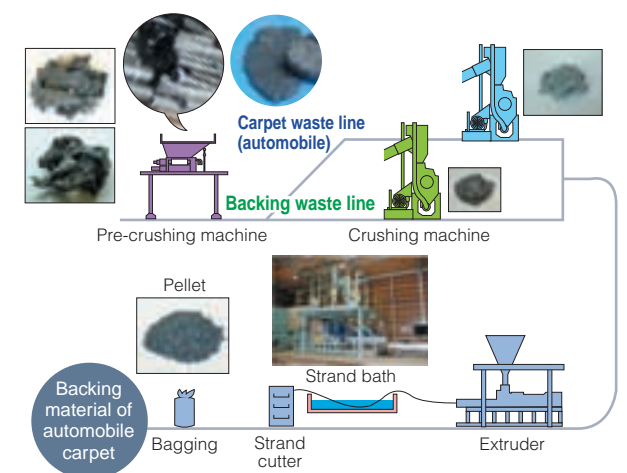 Carpet waste line
(automobile)
Backing waste line
Pre-crushing machine
Crushing machine
Pellet
Strand bath
Backing
material of
automobile
carpet
Bagging
Strand
cutter
Extruder